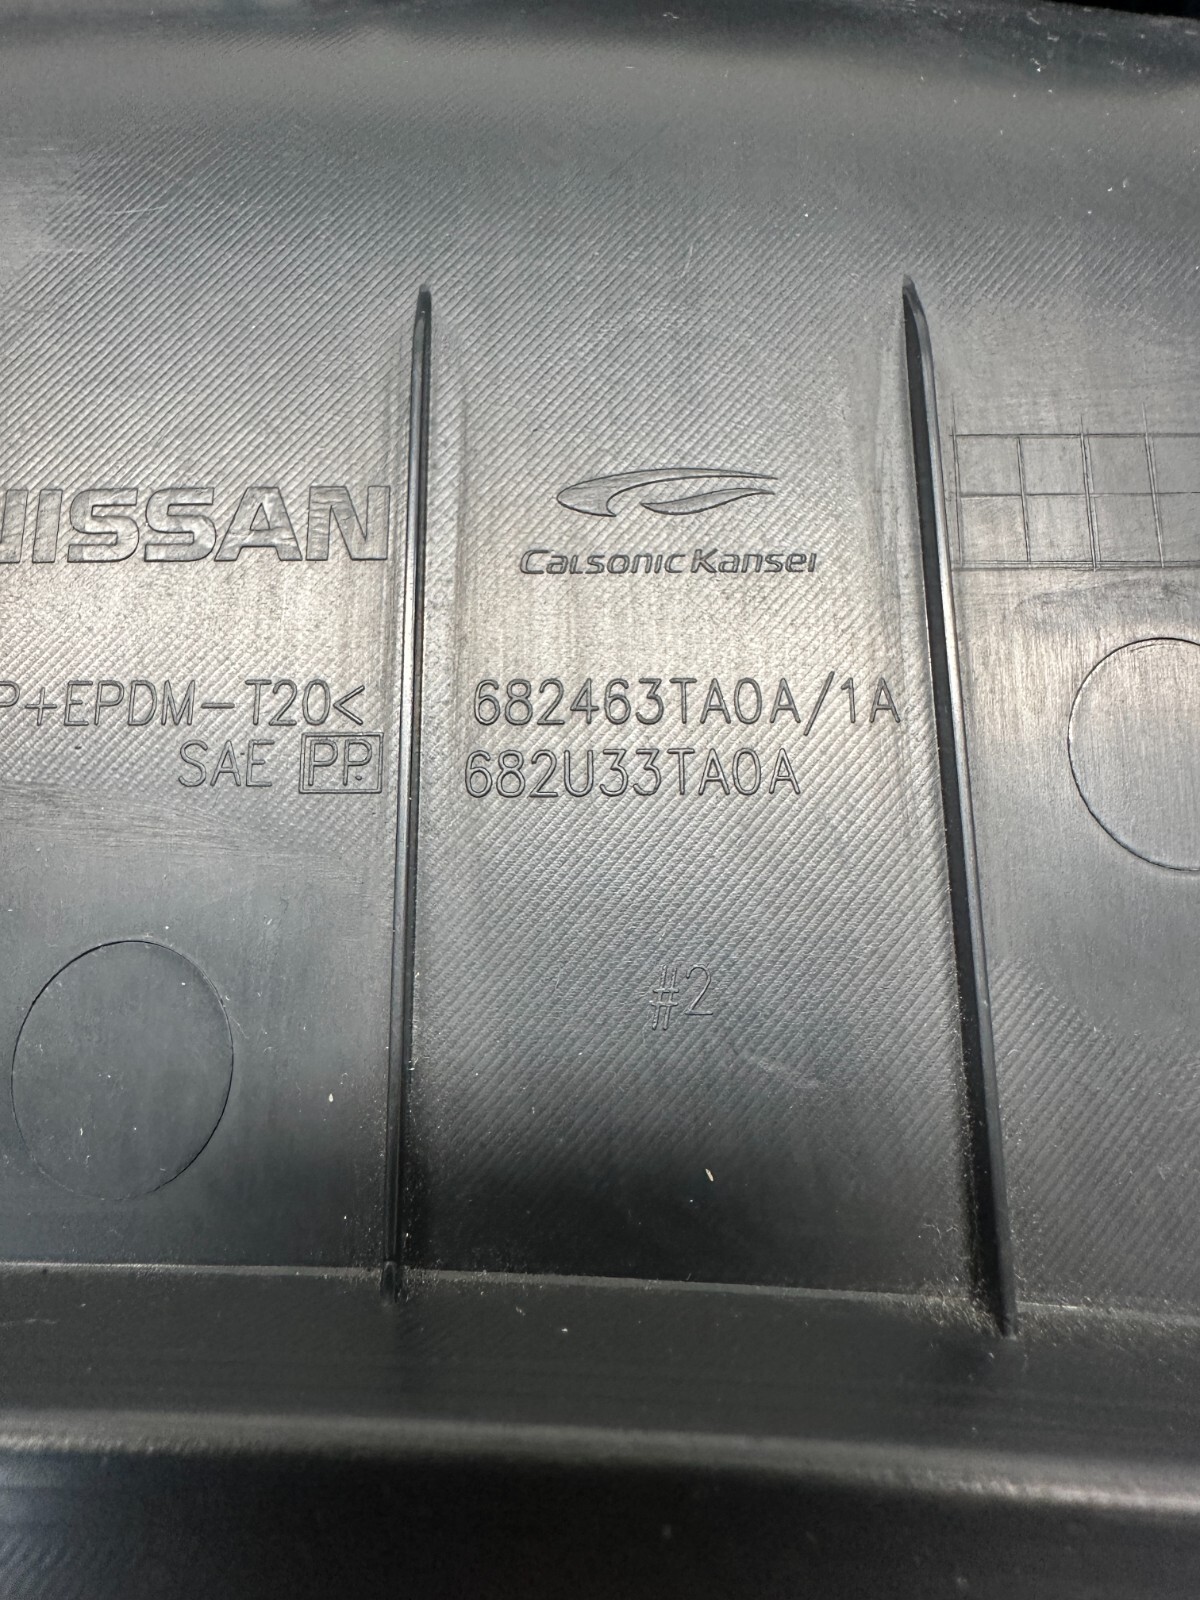 NISSAN
Calsonic Kansei
P+EPDM-T20<
682463TA0A/1A
SAE PP
682U33TA0A
#2